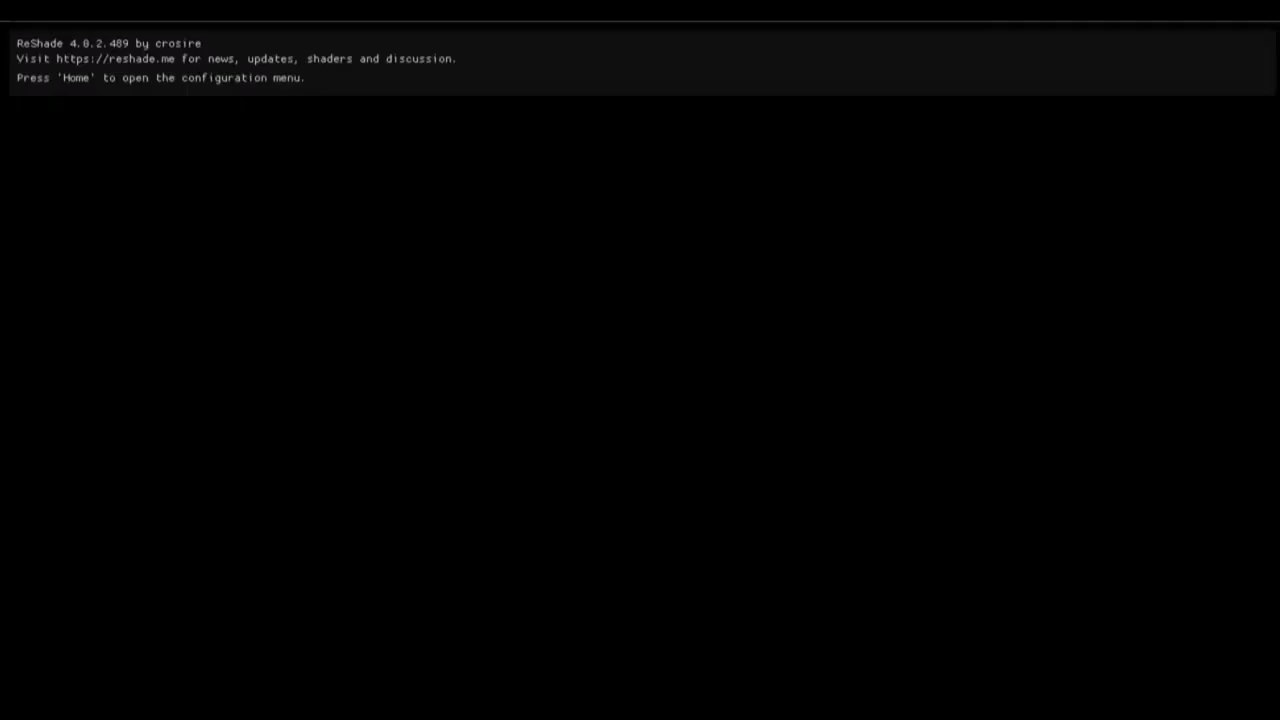 ReShade 4.0.2.489 by crosire
Visit https://reshade.me for news, updates, shaders and discussion.
Press 'Home' to open the configuration menu.